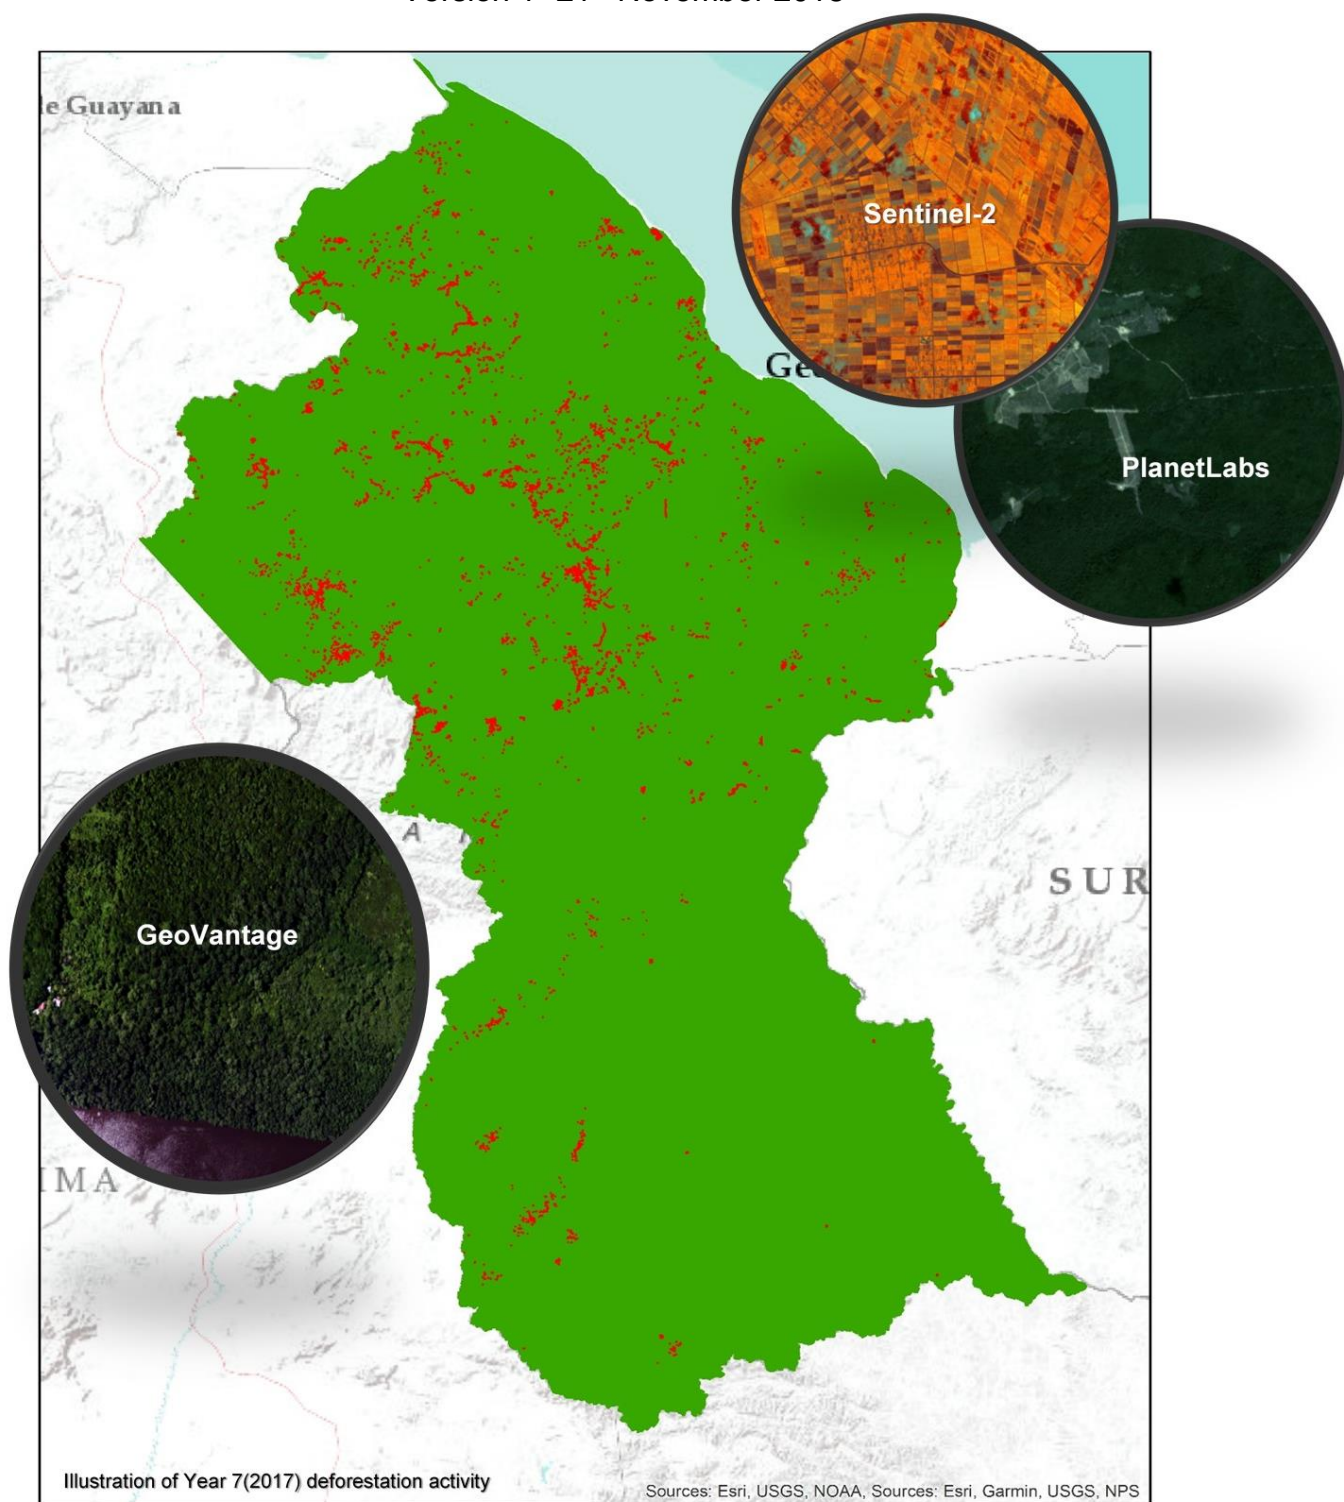 le Guayana
Sentinel-2
PlanetLabs
SUR
GeoVantage
IMA
Illustration of Year 7(2017) deforestation activity
Sources: Esri, USGS, NOAA, Sources: Esri, Garmin, USGS, NPS